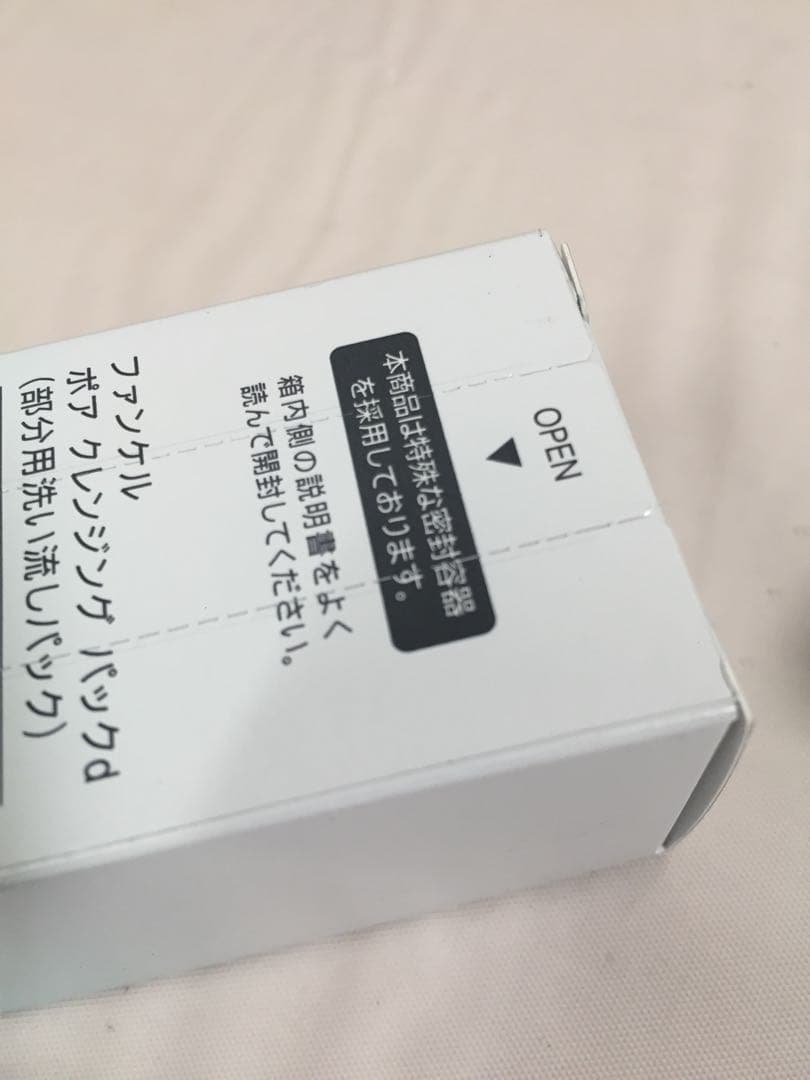 OPEN
本商品は特殊な密封容器
を採用しております。
箱内側の説明書をよく
読んで開封してください。
ファンケル
ポア クレンジング パックd
(部分用洗い流しパック)